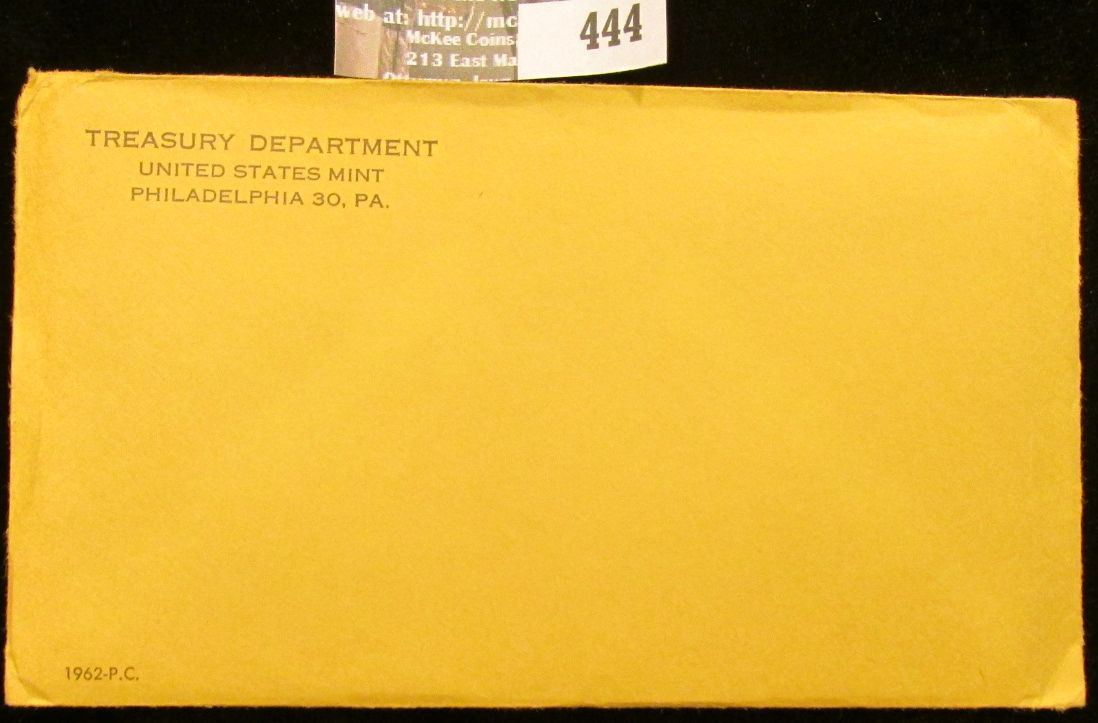 web at: http://mc
McKee Coins
213 East Ma
444
TREASURY DEPARTMENT
UNITED STATES MINT
PHILADELPHIA 30, PA.
1962-P.C.